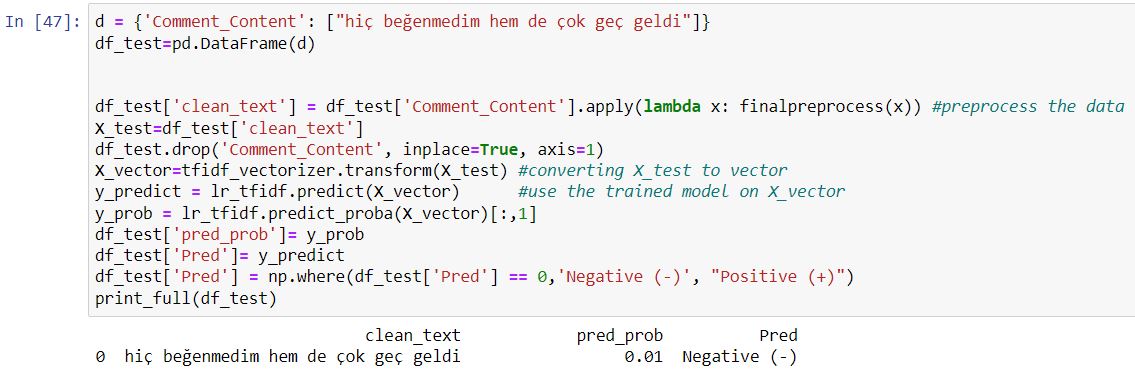 In [47]: d = {'Comment_Content': ["hiç beğenmedim hem de çok geç geldi"]}
df_test=pd.DataFrame(d)
df_test['clean_text'] = df_test['Comment_Content'].apply(lambda x: finalpreprocess(x)) #preprocess the data
X_test=df_test['clean_text']
df_test.drop('Comment_Content', inplace=True, axis=1)
X_vector=tfidf_vectorizer.transform(X_test) #converting X_test to vector
y_predict = lr_tfidf.predict(X_vector)      #use the trained model on X_vector
y_prob = lr_tfidf.predict_proba(X_vector)[:,1]
df_test['pred_prob']= y_prob
df_test['Pred']= y_predict
df_test['Pred'] = np.where(df_test['Pred'] == 0,'Negative (-)', "Positive (+)")
print_full(df_test)
clean_text pred_prob Pred
0 hiç beğenmedim hem de çok geç geldi 0.01 Negative (-)